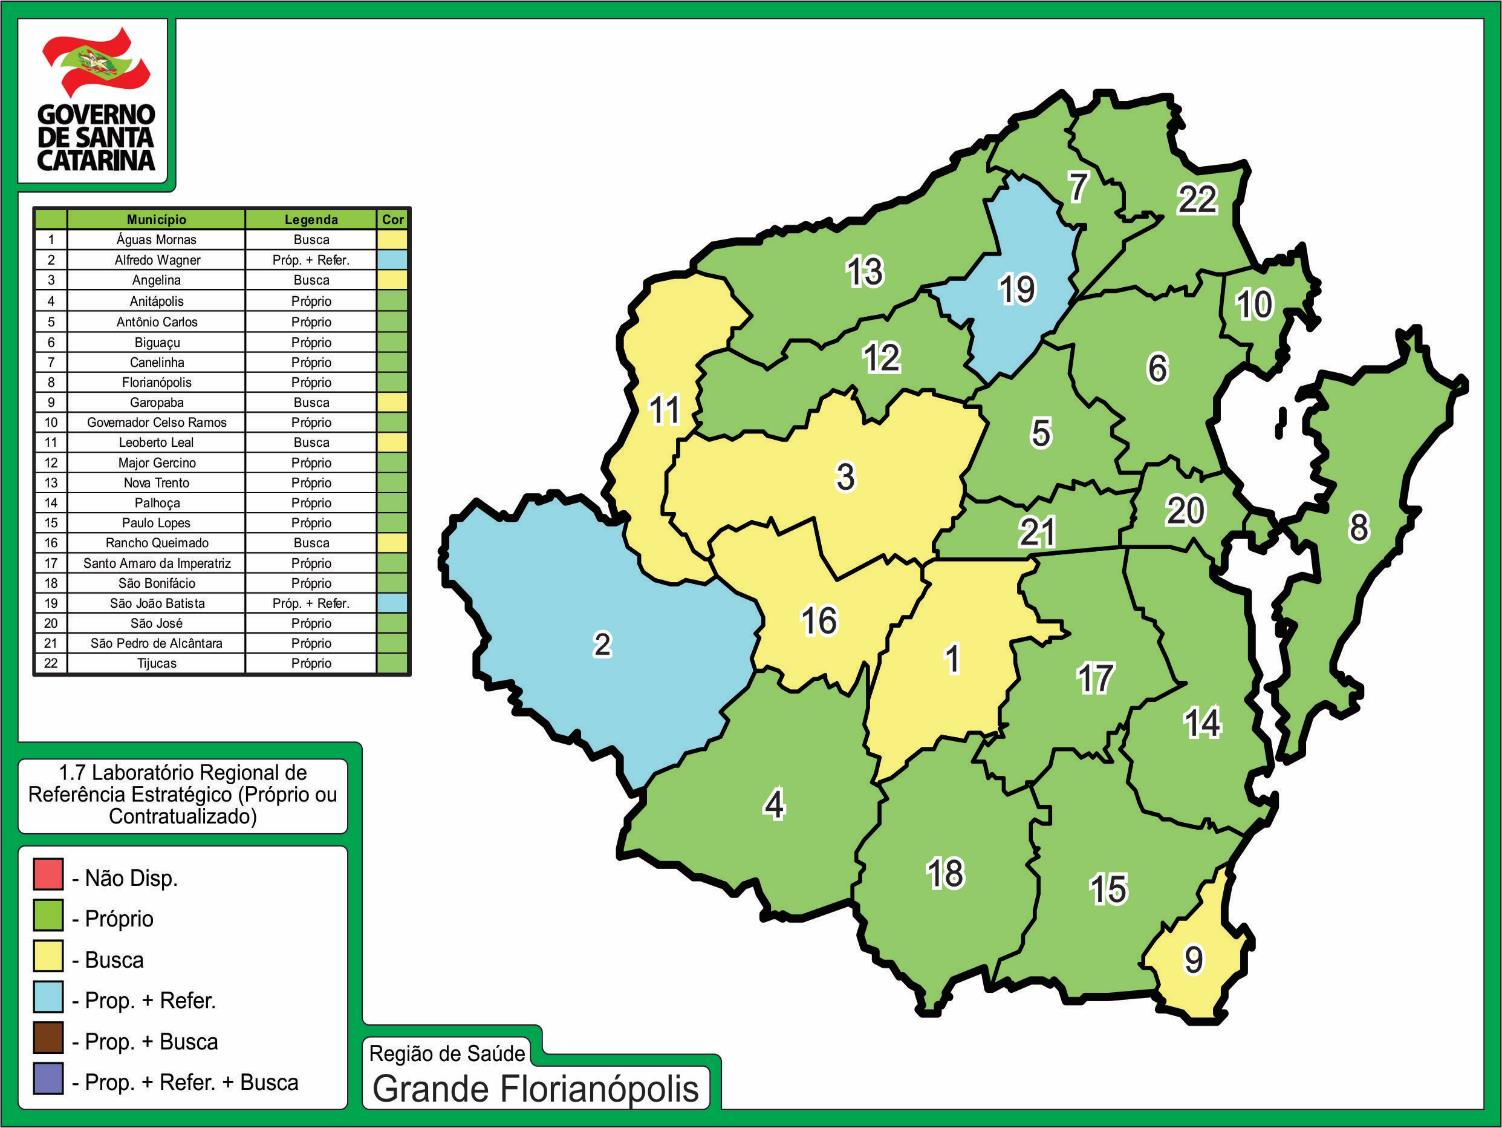 GOVERNO
DE SANTA
CATARINA
Município Legenda Cor
1 Águas Mornas Busca
2 Alfredo Wagner Próp. + Refer.
3 Angelina Busca
4 Anitápolis Próprio
5 Antônio Carlos Próprio
6 Biguaçu Próprio
7 Canelinha Próprio
8 Florianópolis Próprio
9 Garopaba Busca
10 Governador Celso Ramos Próprio
11 Leoberto Leal Busca
12 Major Gercino Próprio
13 Nova Trento Próprio
14 Palhoça Próprio
15 Paulo Lopes Próprio
16 Rancho Queimado Busca
17 Santo Amaro da Imperatriz Próprio
18 São Bonifácio Próprio
19 São João Batista Próp. + Refer.
20 São José Próprio
21 São Pedro de Alcântara Próprio
22 Tijucas Próprio
7
22
13
19
10
12
6
11
5
3
20
8
21
16
2
1
17
14
4
18
15
9
1.7 Laboratório Regional de
Referência Estratégico (Próprio ou
Contratualizado)
- Não Disp.
- Próprio
- Busca
- Prop. + Refer.
- Prop. + Busca
- Prop. + Refer. + Busca
Região de Saúde
Grande Florianópolis